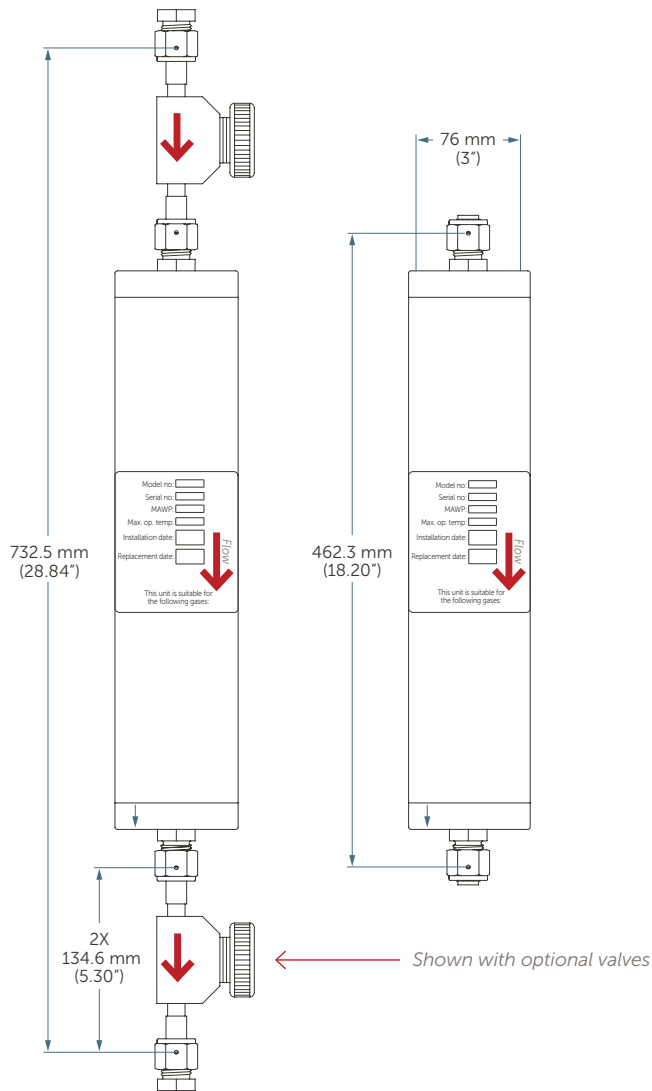 76 mm
(3”)
Model no:
Serial no:
MAWP:
Max. op. temp:
Installation date:
Replacement date:
Flow
This unit is suitable for
the following gases:
732.5 mm
(28.84”)
Model no:
Serial no:
MAWP:
Max. op. temp:
Installation date:
Replacement date:
Flow
This unit is suitable for
the following gases:
462.3 mm
(18.20”)
2X
134.6 mm
(5.30”)
Shown with optional valves